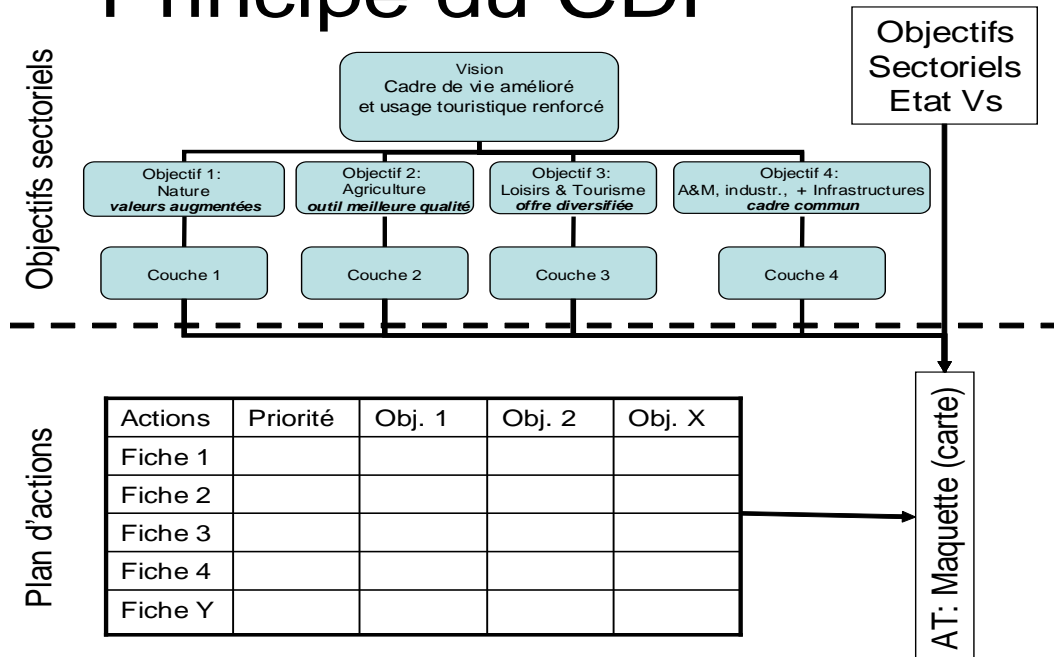 Principe du CDI
Objectifs sectoriels
Vision
Cadre de vie amélioré
et usage touristique renforcé
Objectifs
Sectoriels
Etat Vs
Objectif 1:
Nature
valeurs augmentées
Objectif 2:
Agriculture
outil meilleure qualité
Objectif 3:
Loisirs & Tourisme
offre diversifiée
Objectif 4:
A&M, industr., + Infrastructures
cadre commun
Couche 1
Couche 2
Couche 3
Couche 4
Plan d'actions
Actions Priorité Obj. 1 Obj. 2 Obj. X
Fiche 1
Fiche 2
Fiche 3
Fiche 4
Fiche Y
AT: Maquette (carte)